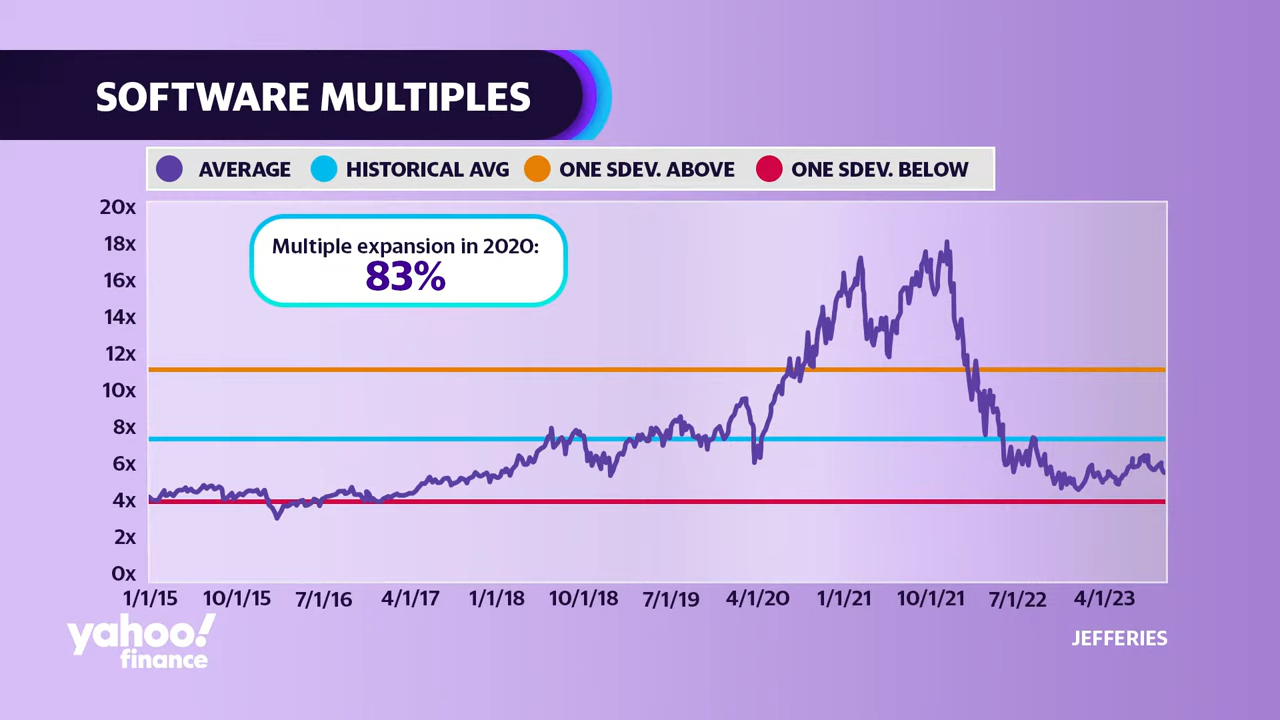 SOFTWARE MULTIPLES
AVERAGE HISTORICAL AVG ONE SDEV. ABOVE ONE SDEV. BELOW
20x
Multiple expansion in 2020:
83%
18x
16x
14x
12x
10x
8x
6x
4x
2x
0x
1/1/15 10/1/15 7/1/16 4/1/17 1/1/18 10/1/18 7/1/19 4/1/20 1/1/21 10/1/21 7/1/22 4/1/23
yahoo!
finance
JEFFERIES